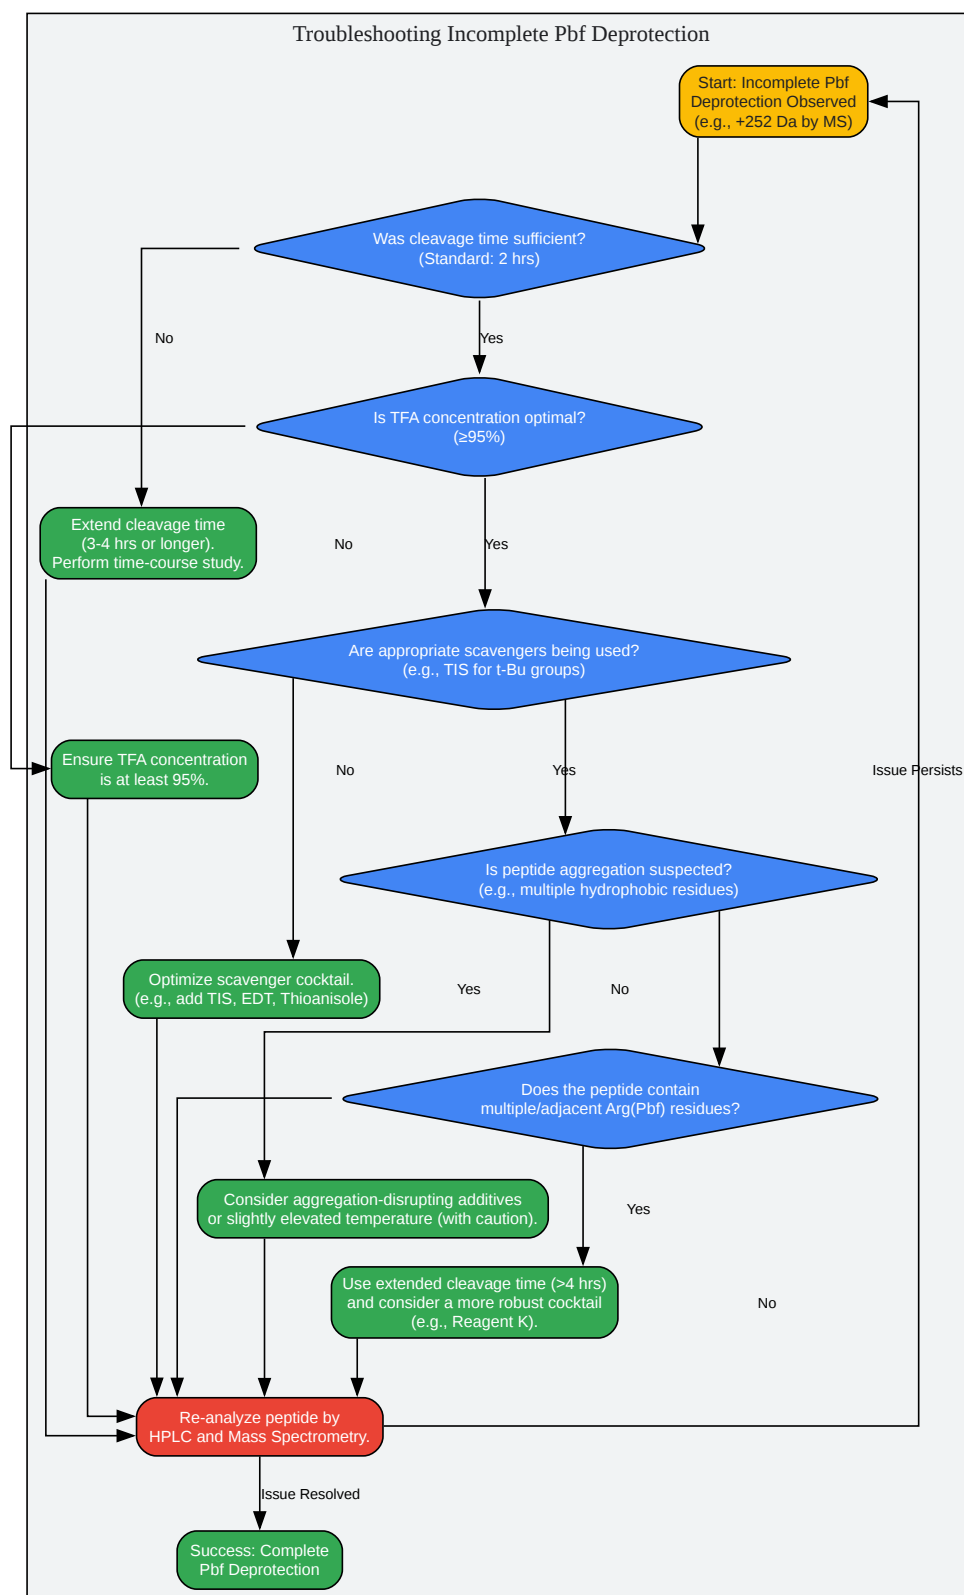 Troubleshooting Incomplete Pbf Deprotection
Start: Incomplete Pbf
Deprotection Observed
(e.g., +252 Da by MS)
Was cleavage time sufficient?
(Standard: 2 hrs)
No
Yes
Is TFA concentration optimal?
(≥95%)
Extend cleavage time
(3-4 hrs or longer).
Perform time-course study.
No
Yes
Are appropriate scavengers being used?
(e.g., TIS for t-Bu groups)
Ensure TFA concentration
is at least 95%.
No
Yes
Issue Persists
Is peptide aggregation suspected?
(e.g., multiple hydrophobic residues)
Optimize scavenger cocktail.
(e.g., add TIS, EDT, Thioanisole)
Yes
No
Does the peptide contain
multiple/adjacent Arg(Pbf) residues?
Consider aggregation-disrupting additives
or slightly elevated temperature (with caution).
Yes
Use extended cleavage time (>4 hrs)
and consider a more robust cocktail
(e.g., Reagent K).
No
Re-analyze peptide by
HPLC and Mass Spectrometry.
Issue Resolved
Success: Complete
Pbf Deprotection